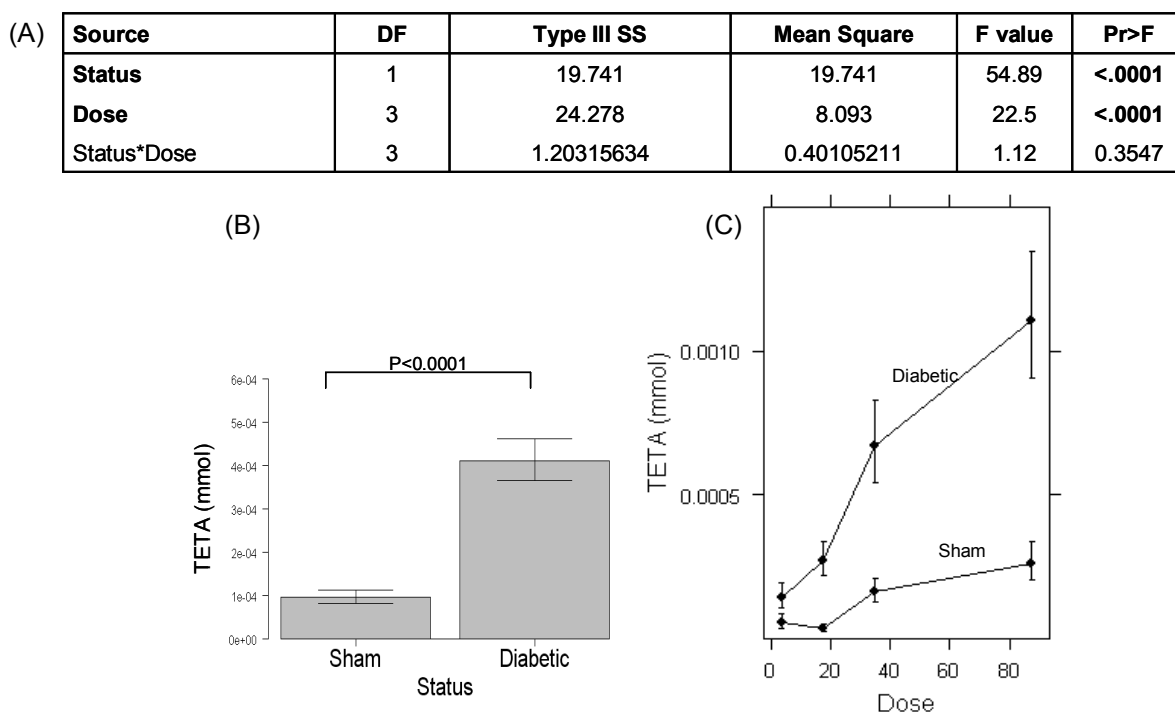 (A)
Source DF Type III SS Mean Square F value Pr>F
Status 1 19.741 19.741 54.89 <.0001
Dose 3 24.278 8.093 22.5 <.0001
Status*Dose 3 1.20315634 0.40105211 1.12 0.3547
(B)
P<0.0001
TETA (mmol)
6e-04
5e-04
4e-04
3e-04
2e-04
1e-04
0e+00
Sham Diabetic
Status
(C)
TETA (mmol)
0.0010
0.0005
Diabetic
Sham
0 20 40 60 80
Dose